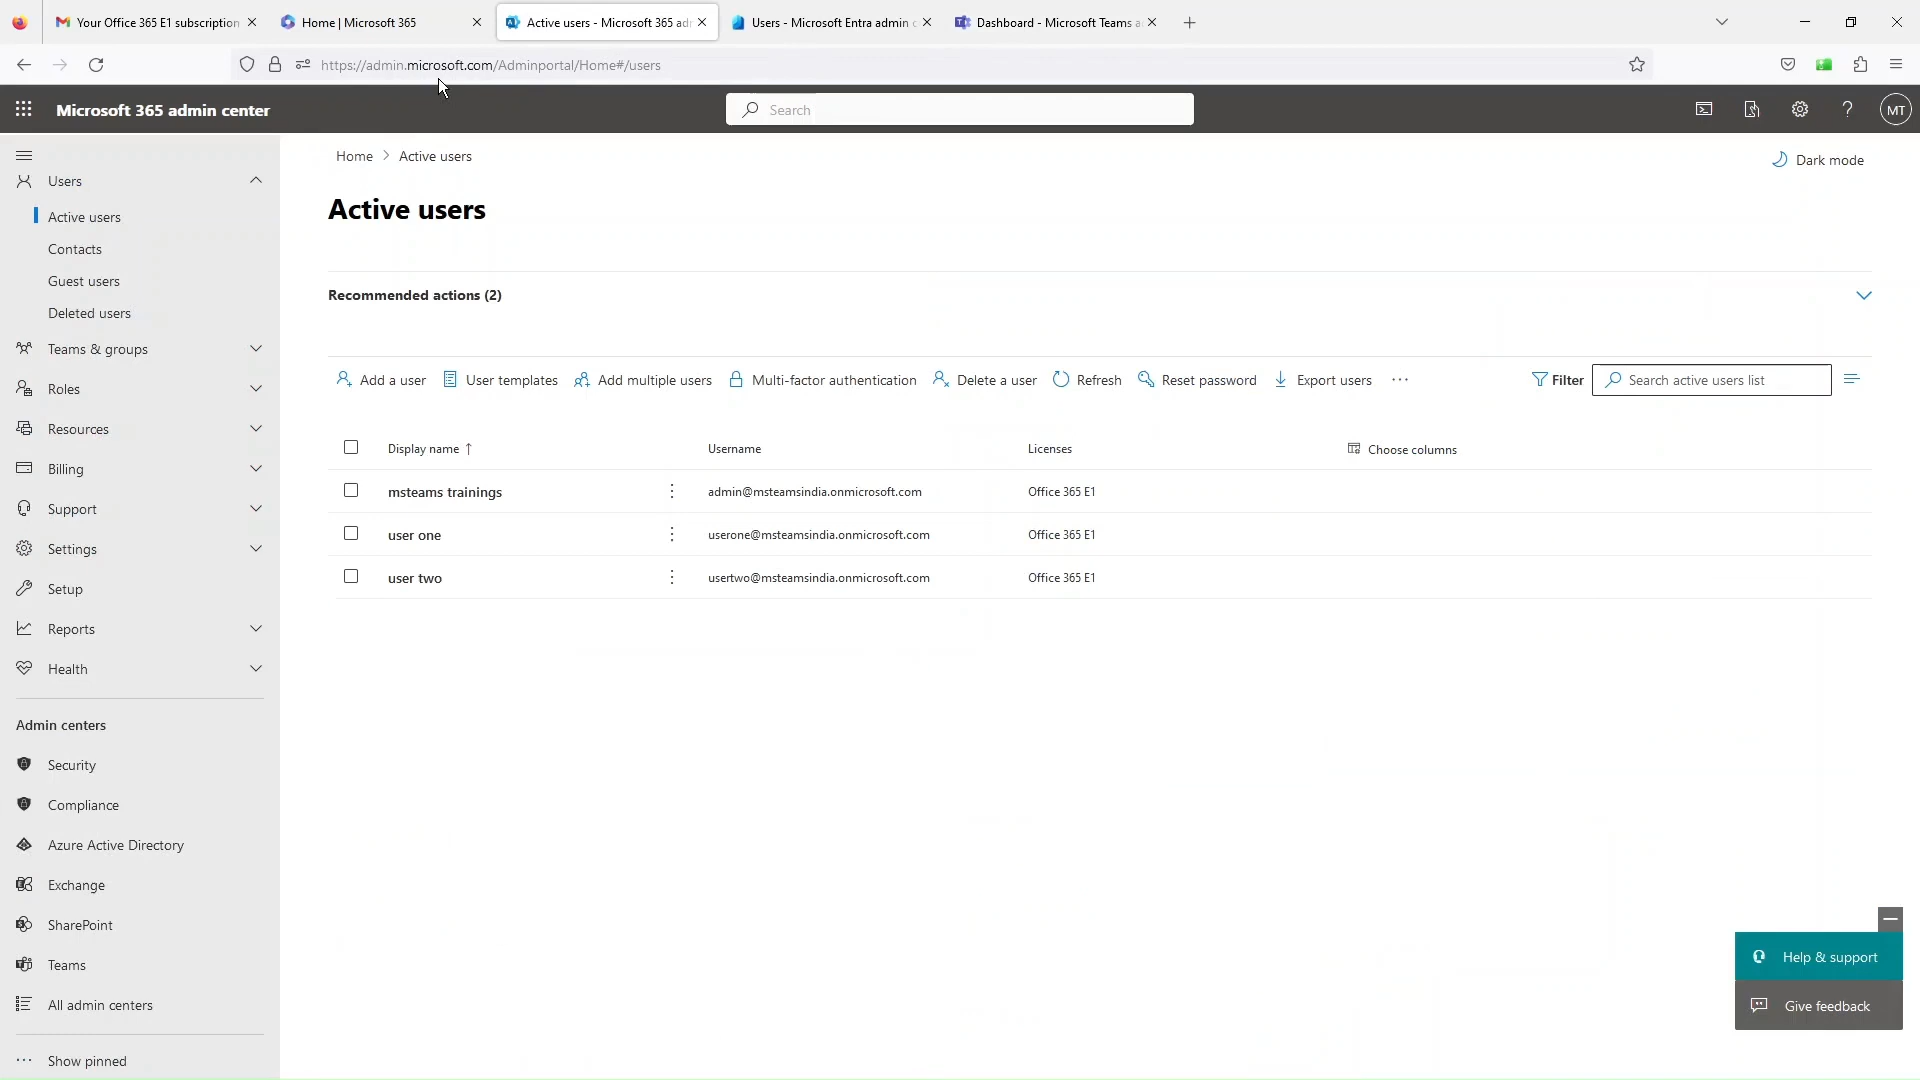 Your Office 365 E1 subscription
Home | Microsoft 365
Active users - Microsoft 365 ad
Users - Microsoft Entra admin c
Dashboard - Microsoft Teams a
https://admin.microsoft.com/Adminportal/Home#/users
Microsoft 365 admin center
Search
MT
Home > Active users
Dark mode
Users
Active users
Contacts
Guest users
Deleted users
Teams & groups
Roles
Resources
Billing
Support
Settings
Setup
Reports
Health
Admin centers
Security
Compliance
Azure Active Directory
Exchange
SharePoint
Teams
All admin centers
Show pinned
Active users
Recommended actions (2)
Add a user User templates Add multiple users Multi-factor authentication Delete a user Refresh Reset password Export users Filter Search active users list
Display name ↑ Username Licenses Choose columns
msteams trainings admin@msteamsindia.onmicrosoft.com Office 365 E1
user one userone@msteamsindia.onmicrosoft.com Office 365 E1
user two usertwo@msteamsindia.onmicrosoft.com Office 365 E1
Help & support
Give feedback